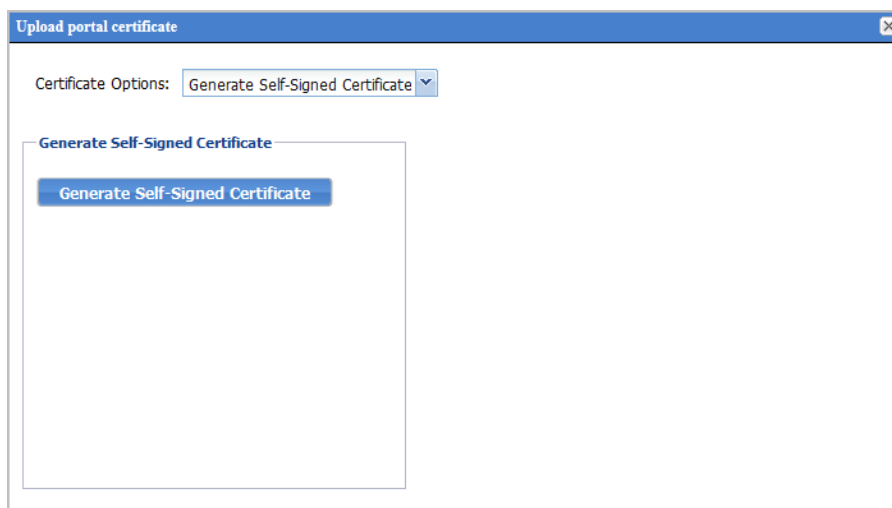 Upload portal certificate
Certificate Options: Generate Self-Signed Certificate
Generate Self-Signed Certificate
Generate Self-Signed Certificate